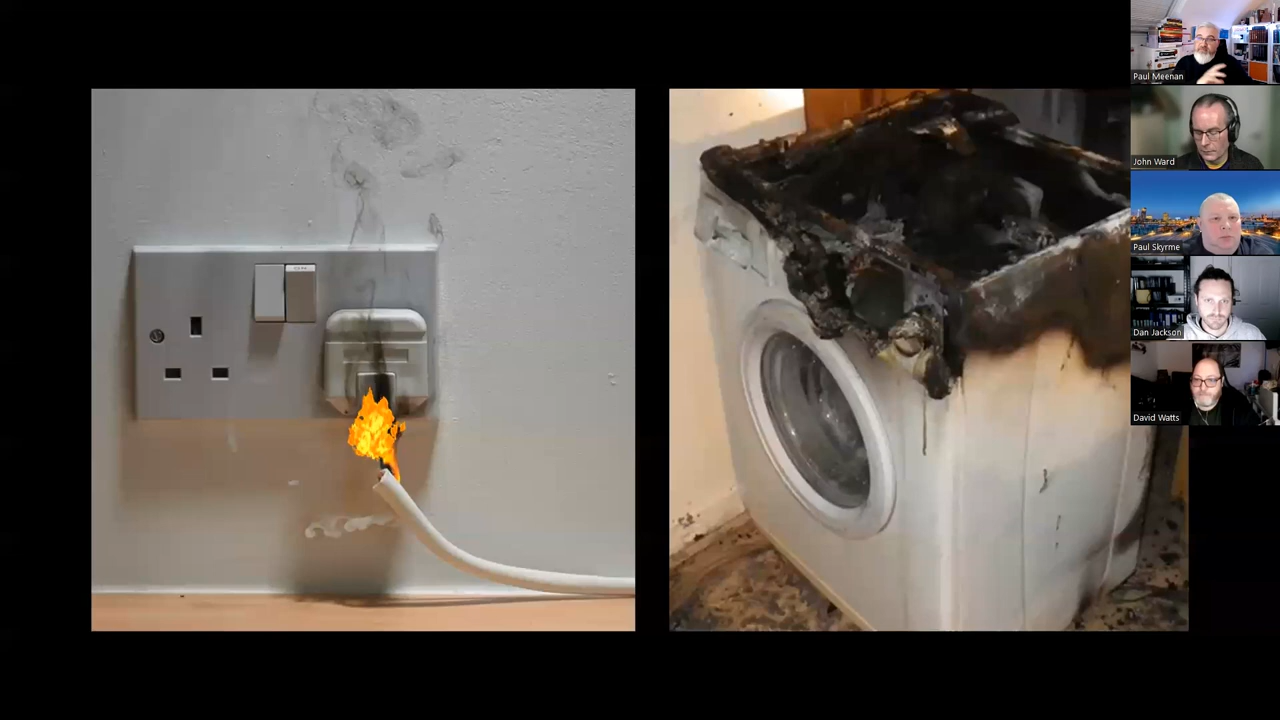 Paul Meenan
John Ward
Paul Skyrme
Dan Jackson
David Watts